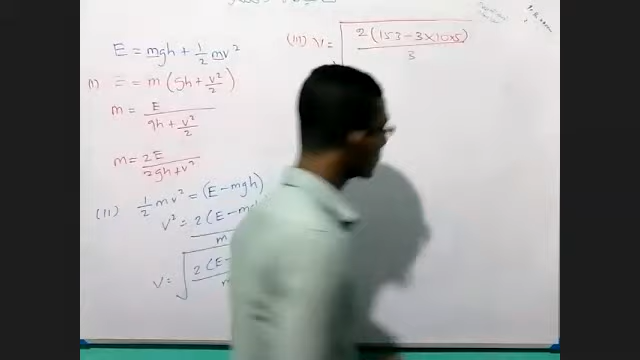 E = mgh + 1/2 mv²
(I) = = m (gh + v²/2)
m = E / (gh + v²/2)
m = 2E / (2gh + v²)
(II) 1/2 mv² = (E - mgh)
v² = 2(E - mg / m
v = √ 2(E -
(III) V = √ 2(153 - 3×10×5) / 3